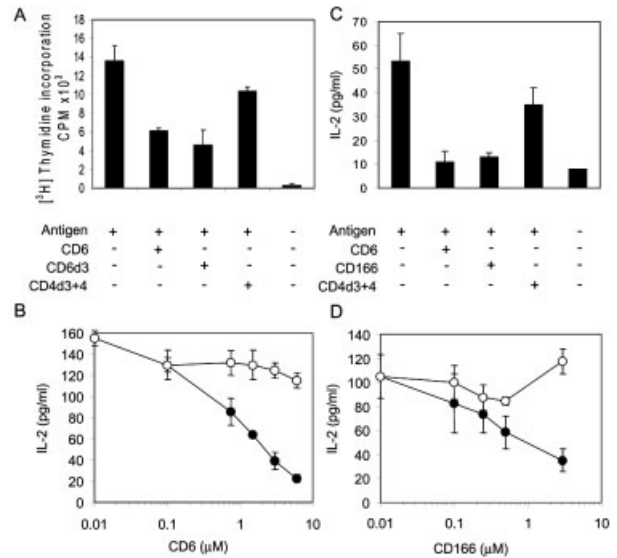 A
[³H] Thymidine incorporation
CPM x10³
16
14
12
10
8
6
4
2
0
Antigen + + + + -
CD6 - + - - -
CD6d3 - - + - -
CD4d3+4 - - - + -
C
IL-2 (pg/ml)
70
60
50
40
30
20
10
0
Antigen + + + + -
CD6 - + - - -
CD166 - - + - -
CD4d3+4 - - - + -
B
IL-2 (pg/ml)
160
140
120
100
80
60
40
20
0
0.01 0.1 1 10
CD6 (µM)
D
IL-2 (pg/ml)
140
120
100
80
60
40
20
0
0.01 0.1 1 10
CD166 (µM)